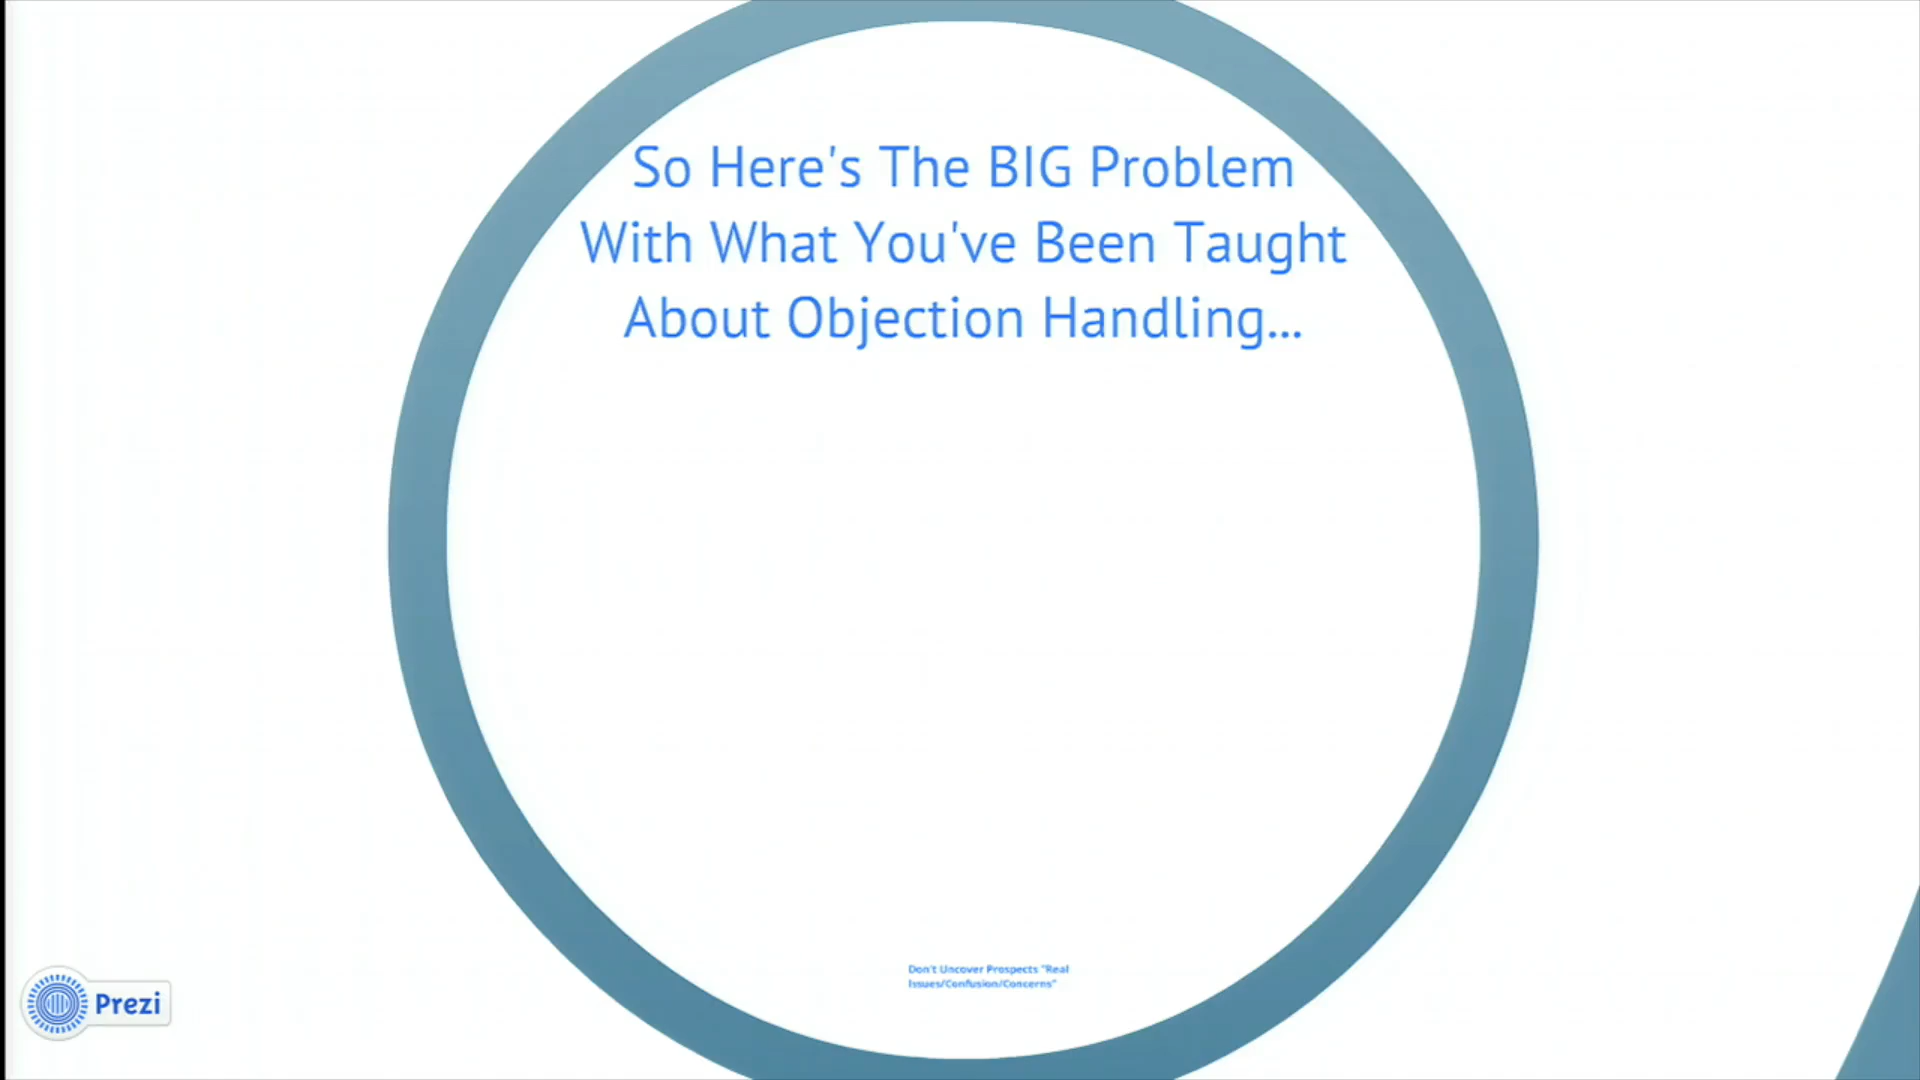 So Here's The BIG Problem
With What You've Been Taught
About Objection Handling...
Don't Uncover Prospects "Real
Issues/Confusion/Concerns"
Prezi